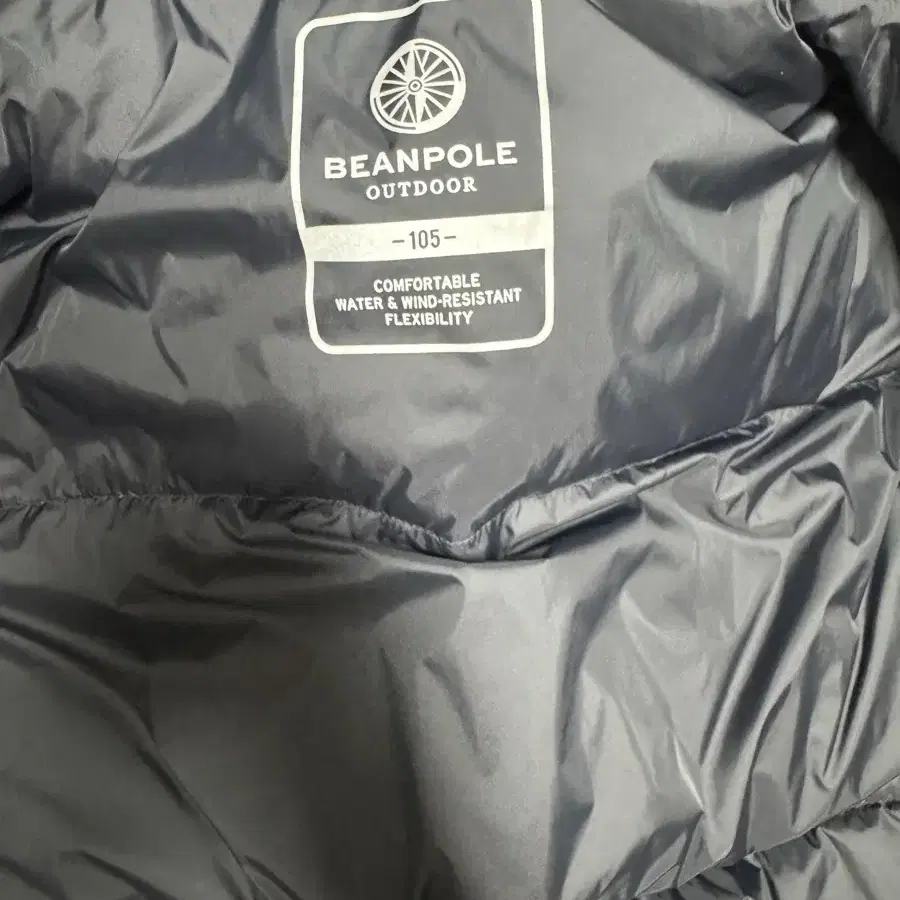 BEANPOLE
OUTDOOR
-105-
COMFORTABLE
WATER & WIND-RESISTANT
FLEXIBILITY